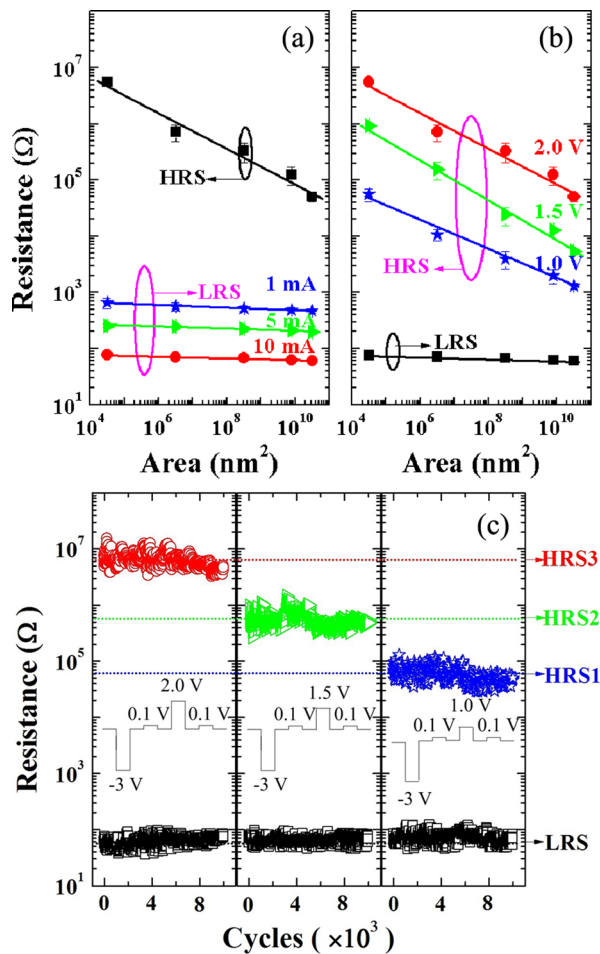 (a)
(b)
Resistance (Ω)
10^7
10^5
10^3
10^1
HRS
LRS
1 mA
5 mA
10 mA
2.0 V
1.5 V
1.0 V
HRS
LRS
10^4 10^6 10^8 10^10
10^4 10^6 10^8 10^10
Area (nm^2)
Area (nm^2)
(c)
Resistance (Ω)
10^7
10^5
10^3
10^1
HRS3
HRS2
HRS1
LRS
2.0 V
0.1 V 0.1 V
-3 V
1.5 V
0.1 V 0.1 V
-3 V
1.0 V
0.1 V 0.1 V
-3 V
0 4 8
0 4 8
0 4 8
Cycles ( ×10^3)